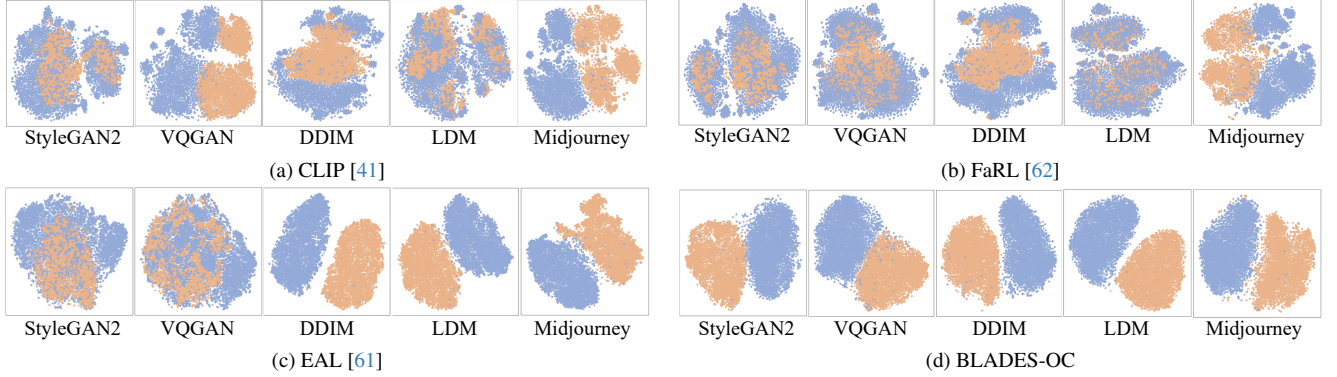 StyleGAN2 VQGAN DDIM LDM Midjourney
(a) CLIP [41]
StyleGAN2 VQGAN DDIM LDM Midjourney
(b) FaRL [62]
StyleGAN2 VQGAN DDIM LDM Midjourney
(c) EAL [61]
StyleGAN2 VQGAN DDIM LDM Midjourney
(d) BLADES-OC